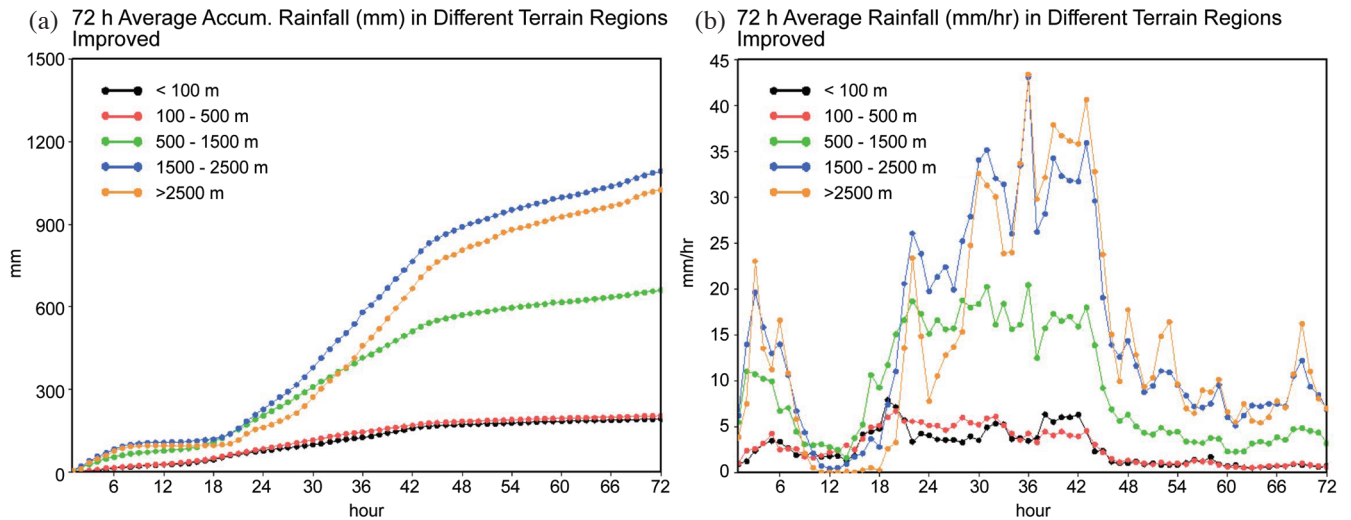 (a)
72 h Average Accum. Rainfall (mm) in Different Terrain Regions
Improved
1500
1200
900
600
300
0
mm
< 100 m
100 - 500 m
500 - 1500 m
1500 - 2500 m
>2500 m
6 12 18 24 30 36 42 48 54 60 66 72
hour
(b)
72 h Average Rainfall (mm/hr) in Different Terrain Regions
Improved
45
40
35
30
25
20
15
10
5
0
mm/hr
< 100 m
100 - 500 m
500 - 1500 m
1500 - 2500 m
>2500 m
6 12 18 24 30 36 42 48 54 60 66 72
hour